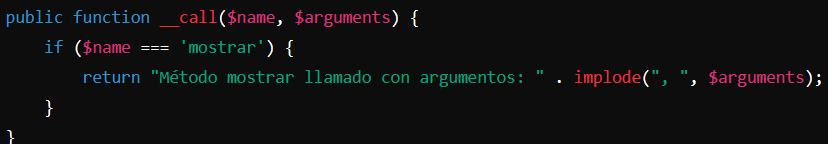 public function __call($name, $arguments) {
    if ($name === 'mostrar') {
        return "Método mostrar llamado con argumentos: " . implode(", ", $arguments);
    }
}